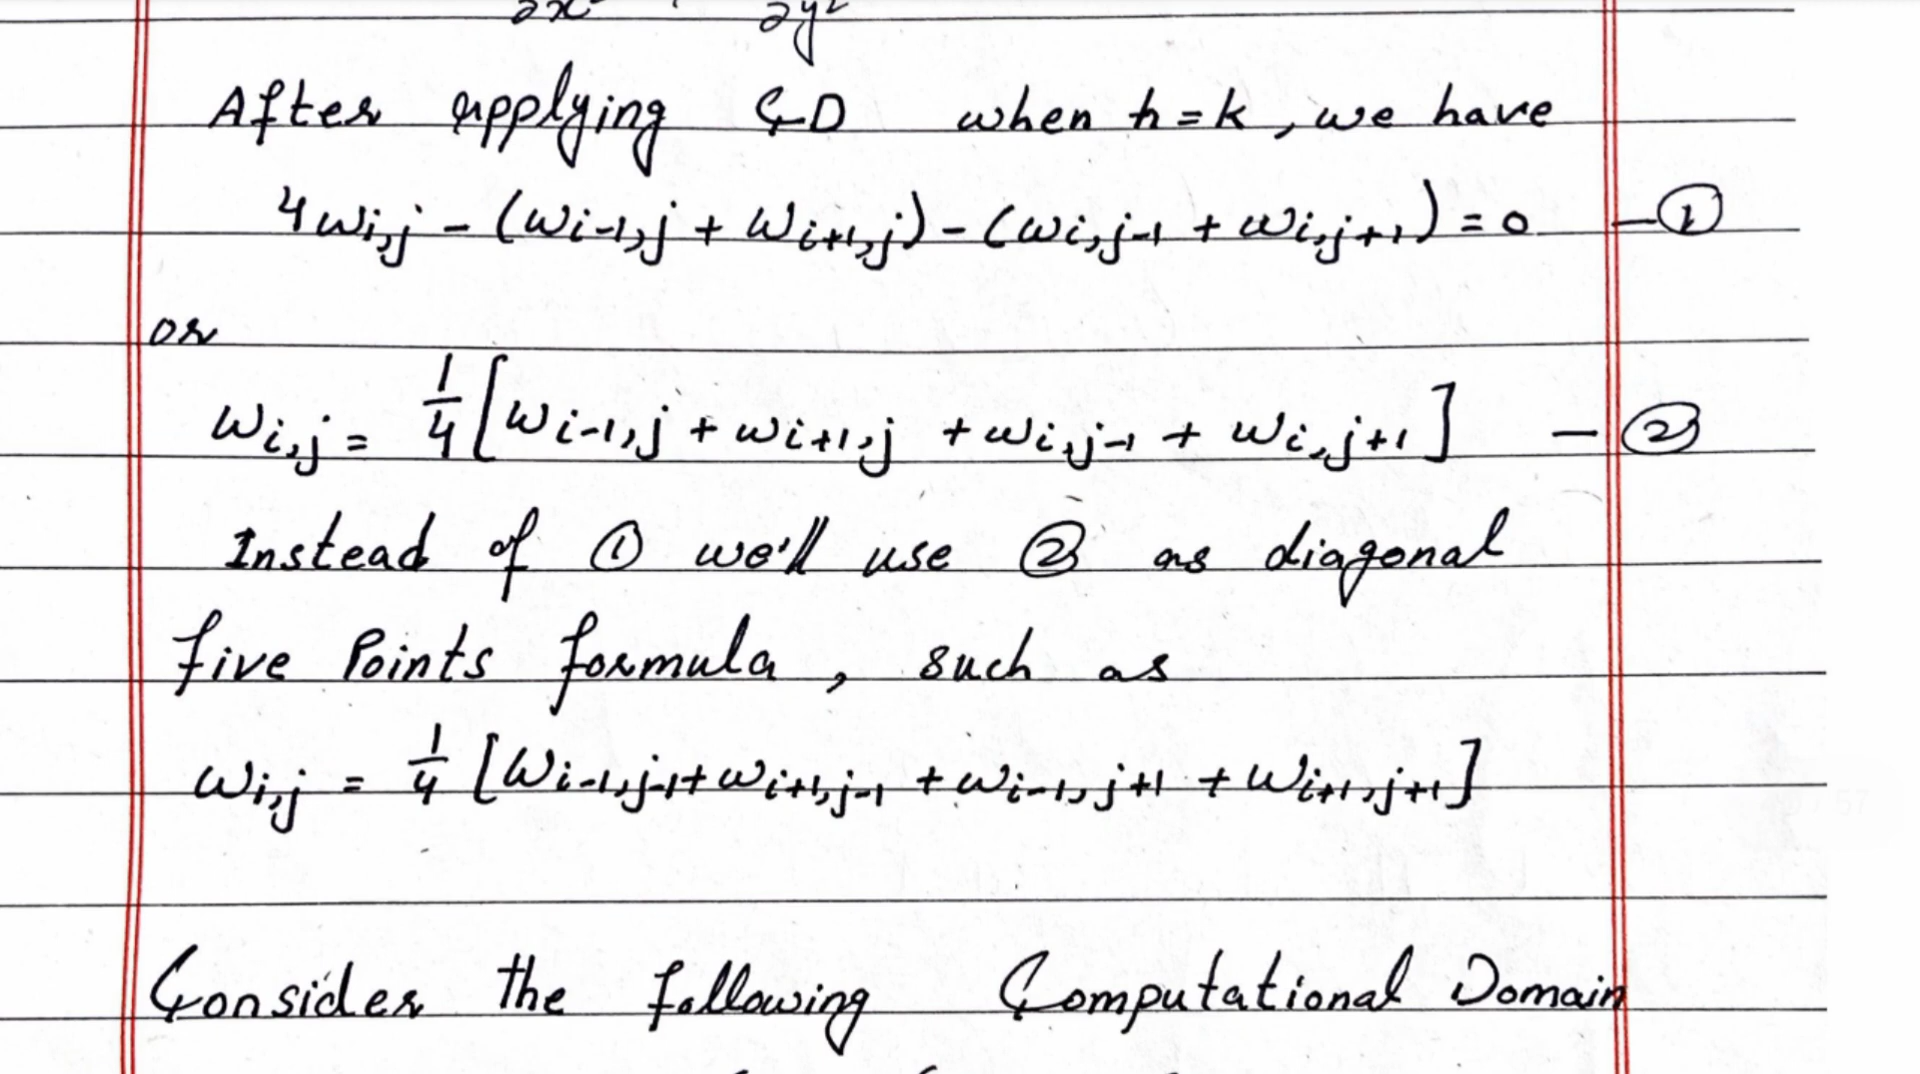 ∂x² ∂y²
After applying CD when h=k, we have
4wi,j - (wi-1,j + wi+1,j) - (wi,j-1 + wi,j+1) = 0 - ①
or
wi,j = 1/4 [wi-1,j + wi+1,j + wi,j-1 + wi,j+1] - ②
Instead of ① we'll use ② as diagonal
five Points formula, such as
wi,j = 1/4 [wi-1,j-1 + wi+1,j-1 + wi-1,j+1 + wi+1,j+1]
Consider the following Computational Domain